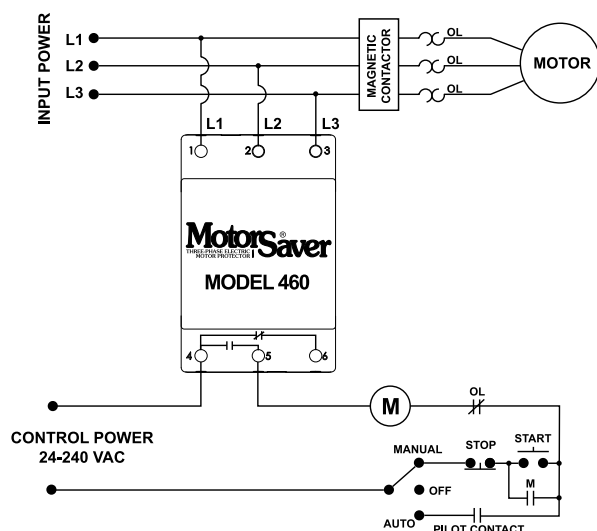 INPUT POWER
L1
L2
L3
MAGNETIC
CONTACTOR
OL
OL
OL
MOTOR
L1
L2
L3
1
2
3
MotorSaver®
THREE-PHASE ELECTRIC
MOTOR PROTECTOR
MODEL 460
4
5
6
M
OL
CONTROL POWER
24-240 VAC
MANUAL
STOP
START
M
OFF
AUTO
PILOT CONTACT